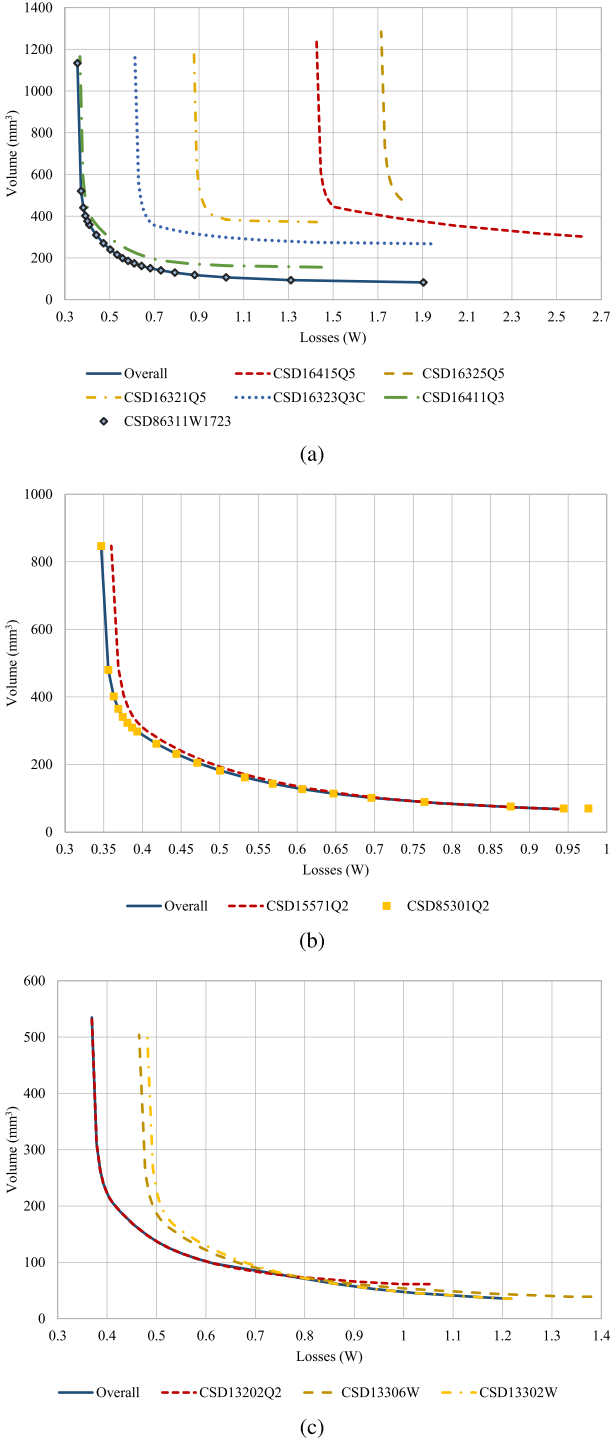 1400
1200
1000
800
600
400
200
0
Volume (mm³)
0.3 0.5 0.7 0.9 1.1 1.3 1.5 1.7 1.9 2.1 2.3 2.5 2.7
Losses (W)
Overall CSD16415Q5 CSD16325Q5
CSD16321Q5 CSD16323Q3C CSD16411Q3
CSD86311W1723
(a)
1000
800
600
400
200
0
Volume (mm³)
0.3 0.35 0.4 0.45 0.5 0.55 0.6 0.65 0.7 0.75 0.8 0.85 0.9 0.95 1
Losses (W)
Overall CSD15571Q2 CSD85301Q2
(b)
600
500
400
300
200
100
0
Volume (mm³)
0.3 0.4 0.5 0.6 0.7 0.8 0.9 1 1.1 1.2 1.3 1.4
Losses (W)
Overall CSD13202Q2 CSD13306W CSD13302W
(c)